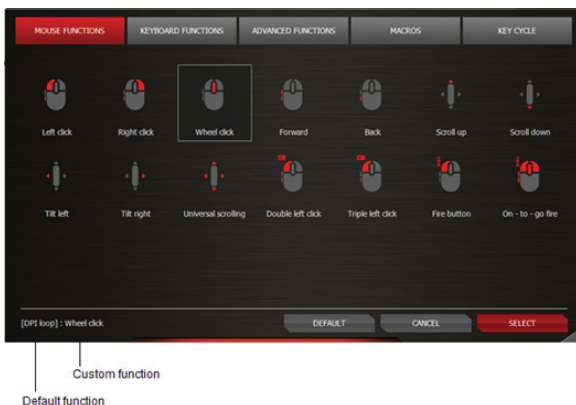 MOUSE FUNCTIONS KEYBOARD FUNCTIONS ADVANCED FUNCTIONS MACROS KEY CYCLE
Left click Right click Wheel click Forward Back Scroll up Scroll down
Tilt left Tilt right Universal scrolling Double left click Triple left click Fire button On - to - go fire
[DPI loop] : Wheel click DEFAULT CANCEL SELECT
Custom function
Default function